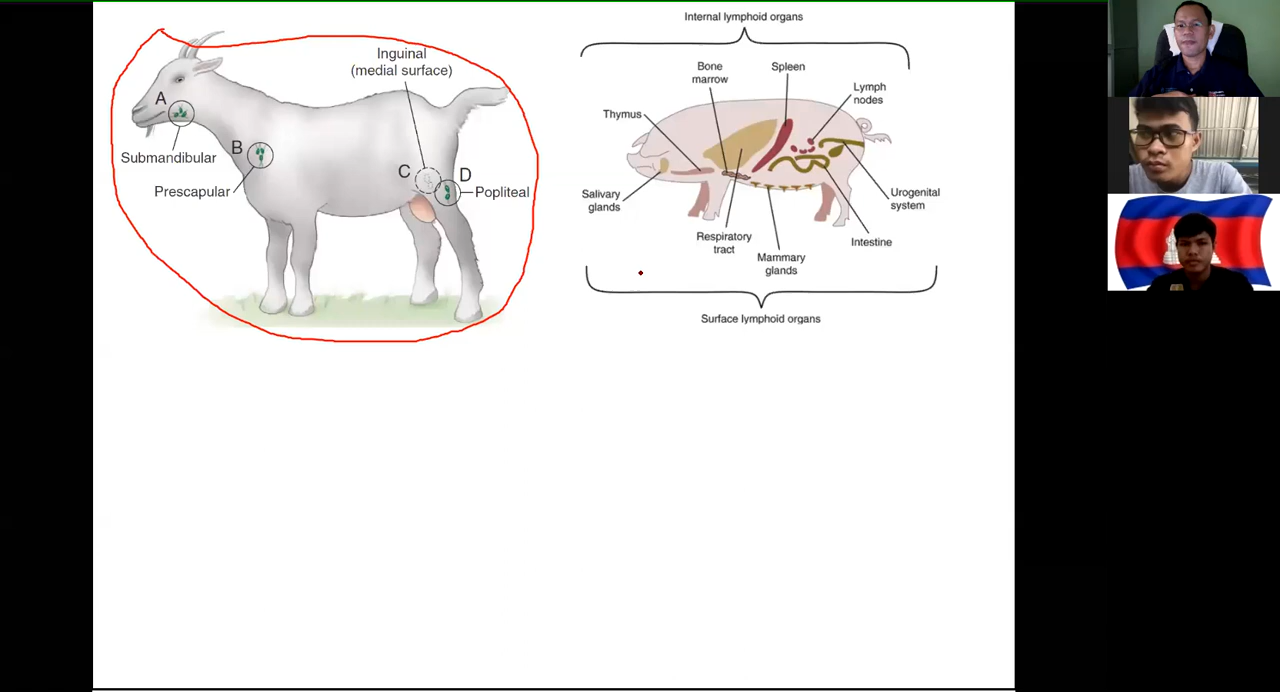 Inguinal
(medial surface)
A
Submandibular
B
Prescapular
C
D
Popliteal
Internal lymphoid organs
Bone
marrow
Spleen
Lymph
nodes
Thymus
Salivary
glands
Respiratory
tract
Mammary
glands
Intestine
Urogenital
system
Surface lymphoid organs